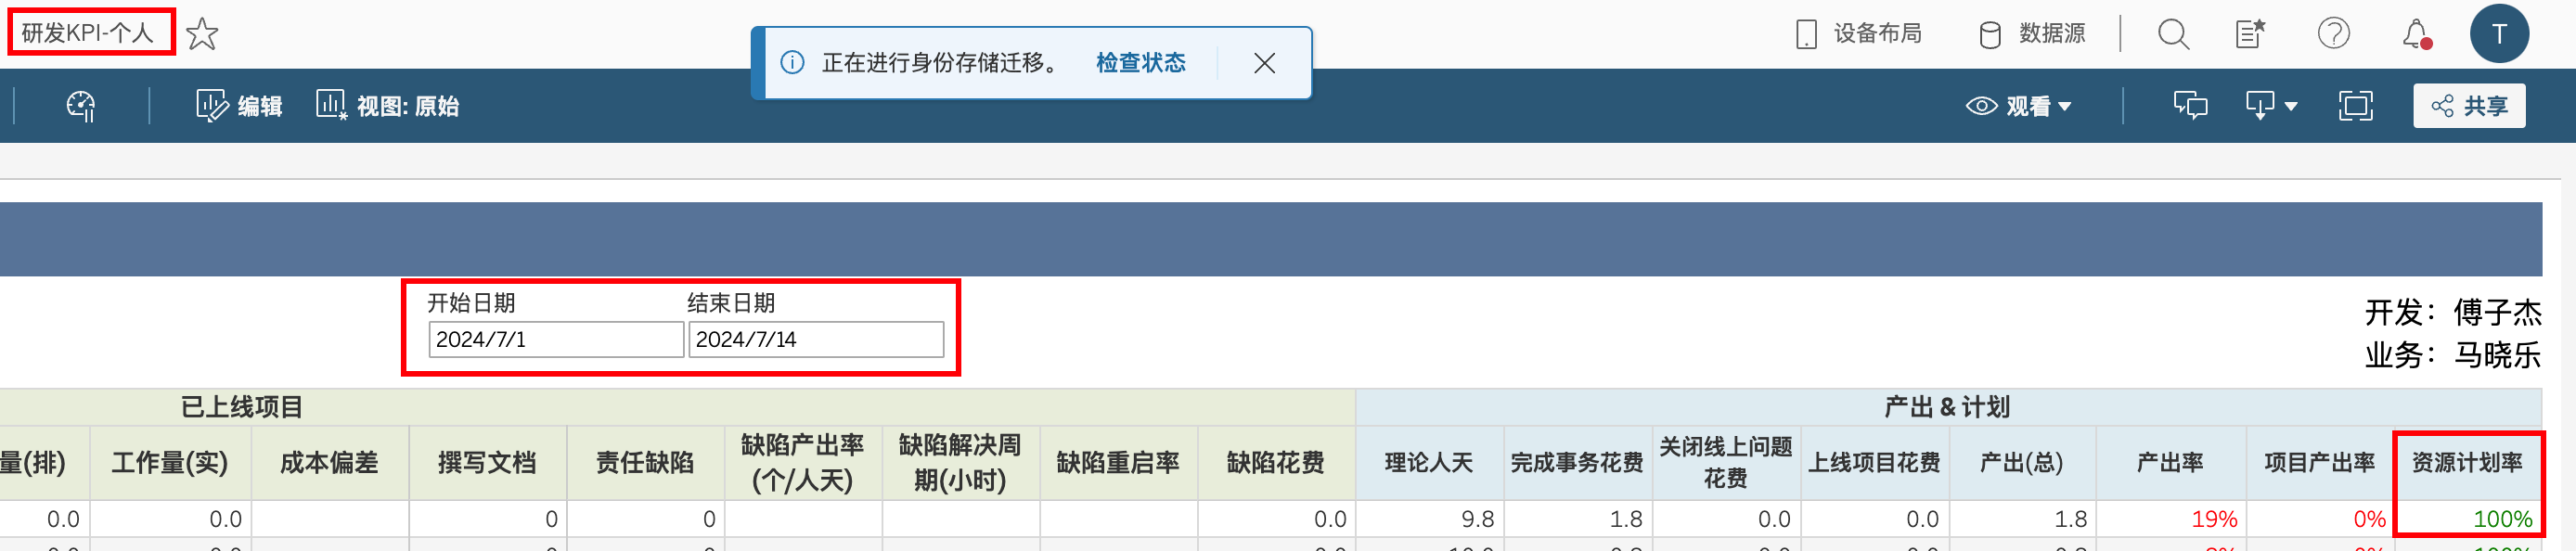 研发KPI-个人
正在进行身份存储迁移。 检查状态
设备布局 数据源 T
编辑 视图: 原始 观看 共享
开始日期 结束日期
2024/7/1 2024/7/14
开发：傅子杰
业务：马晓乐
已上线项目 产出 & 计划
量(排) 工作量(实) 成本偏差 撰写文档 责任缺陷 缺陷产出率(个/人天) 缺陷解决周期(小时) 缺陷重启率 缺陷花费 理论人天 完成事务花费 关闭线上问题花费 上线项目花费 产出(总) 产出率 项目产出率 资源计划率
0.0 0.0 0 0 0.0 9.8 1.8 0.0 0.0 1.8 19% 0% 100%